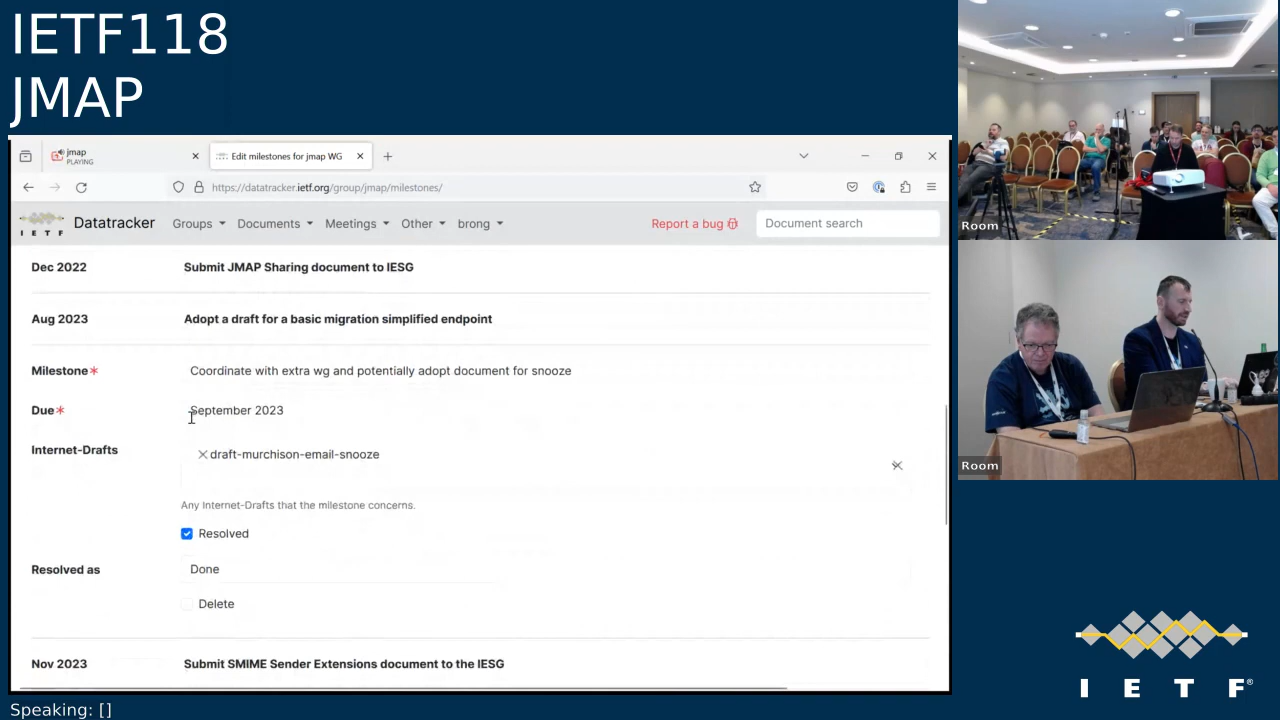 IETF118
JMAP
jmap
PLAYING
Edit milestones for jmap WG
https://datatracker.ietf.org/group/jmap/milestones/
IETF
Datatracker
Groups
Documents
Meetings
Other
brong
Report a bug
Document search
Dec 2022
Submit JMAP Sharing document to IESG
Aug 2023
Adopt a draft for a basic migration simplified endpoint
Milestone*
Coordinate with extra wg and potentially adopt document for snooze
Due*
September 2023
Internet-Drafts
draft-murchison-email-snooze
Any Internet-Drafts that the milestone concerns.
Resolved
Resolved as
Done
Delete
Nov 2023
Submit SMIME Sender Extensions document to the IESG
Room
Room
I E T F®
Speaking: []